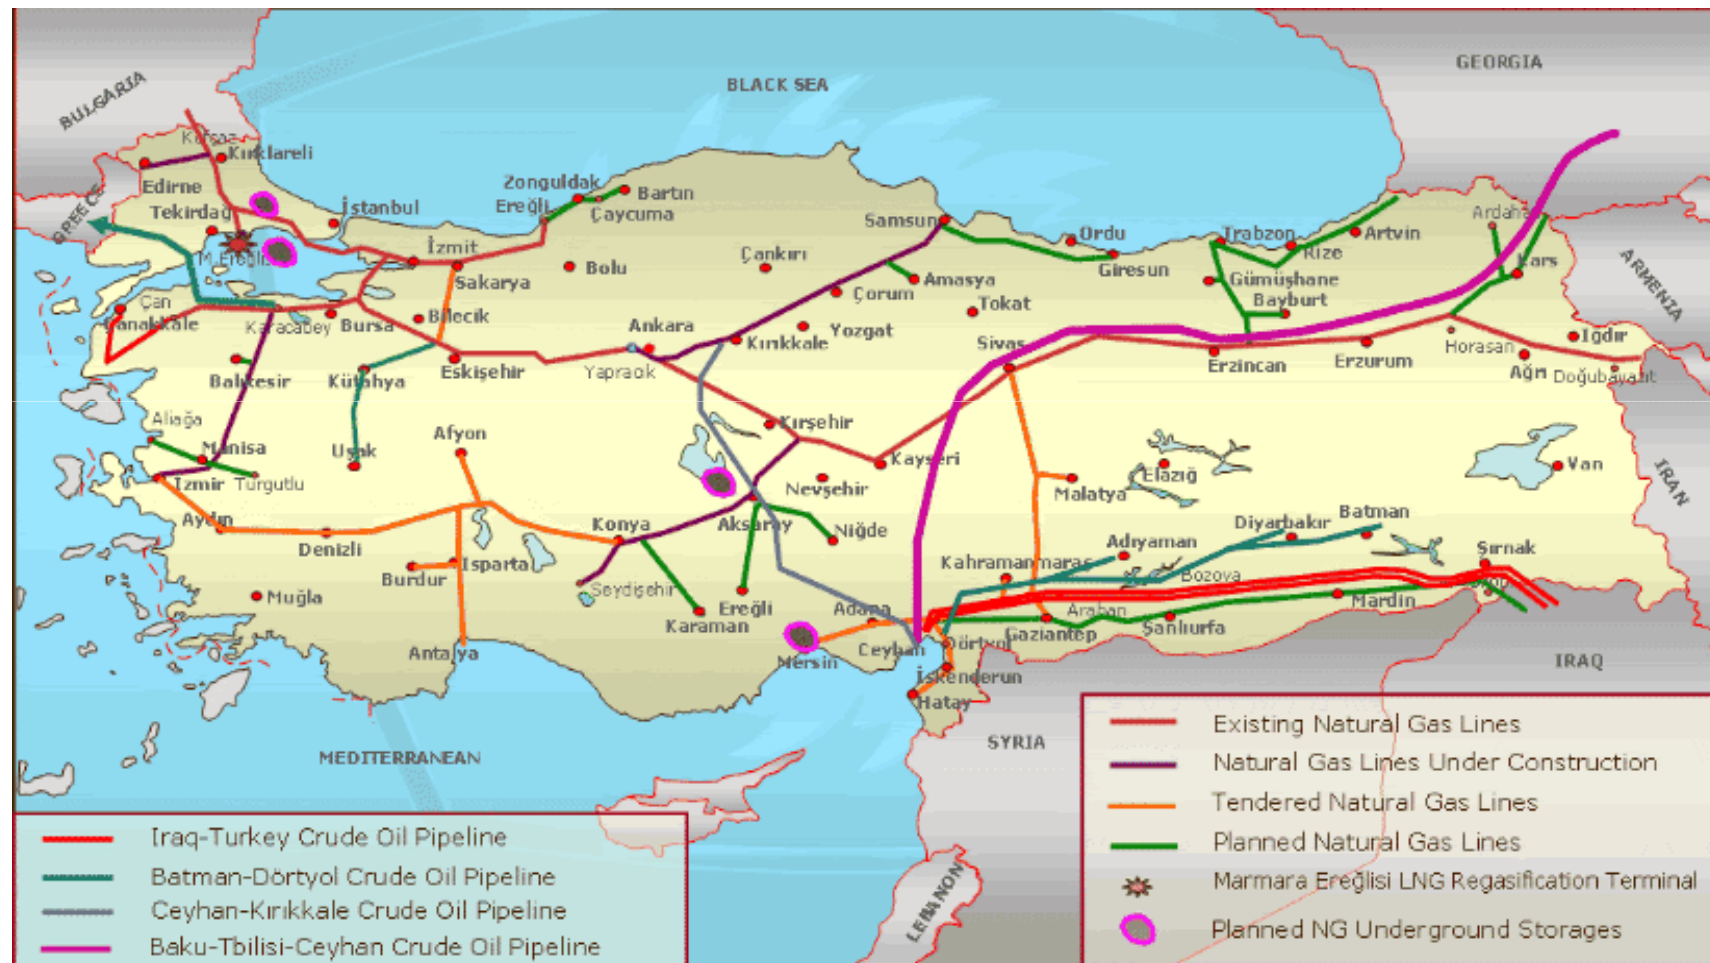 BLACK SEA
GEORGIA
BULGARIA
Kofçaz
Kırıklareli
Edirne
GREECE
Tekirdağ
İstanbul
M.Ereğlisi
Zonguldak
Bartın
Ereğli
Çaycuma
İzmit
Sakarya
Bolu
Çankırı
Samsun
Ordu
Giresun
Trabzon
Rize
Artvin
Ardahan
Kars
ARMENIA
Amasya
Çorum
Tokat
Gümüşhane
Bayburt
Çan
Çanakkale
Karacabey
Bursa
Bilecik
Ankara
Kırıkkale
Yozgat
Sivas
Erzincan
Erzurum
Horasan
Iğdır
Ağrı
Doğubayazıt
Balıkesir
Kütahya
Eskişehir
Yapracık
Aliağa
Manisa
Uşak
Afyon
Kırşehir
Kayseri
Malatya
Elazığ
Van
IRAN
İzmir
Turgutlu
Nevşehir
Aydın
Denizli
Konya
Aksaray
Niğde
Diyarbakır
Batman
Burdur
Isparta
Seydişehir
Kahramanmaraş
Adıyaman
Bozova
Şırnak
Muğla
Karaman
Ereğli
Adana
Araban
Mardin
Antalya
Mersin
Ceyhan
Dörtyol
Gaziantep
Şanlıurfa
İskenderun
Hatay
IRAQ
SYRIA
MEDITERRANEAN
LEBANON
Iraq-Turkey Crude Oil Pipeline
Batman-Dörtyol Crude Oil Pipeline
Ceyhan-Kırıkkale Crude Oil Pipeline
Baku-Tbilisi-Ceyhan Crude Oil Pipeline
Existing Natural Gas Lines
Natural Gas Lines Under Construction
Tendered Natural Gas Lines
Planned Natural Gas Lines
Marmara Ereğlisi LNG Regasification Terminal
Planned NG Underground Storages